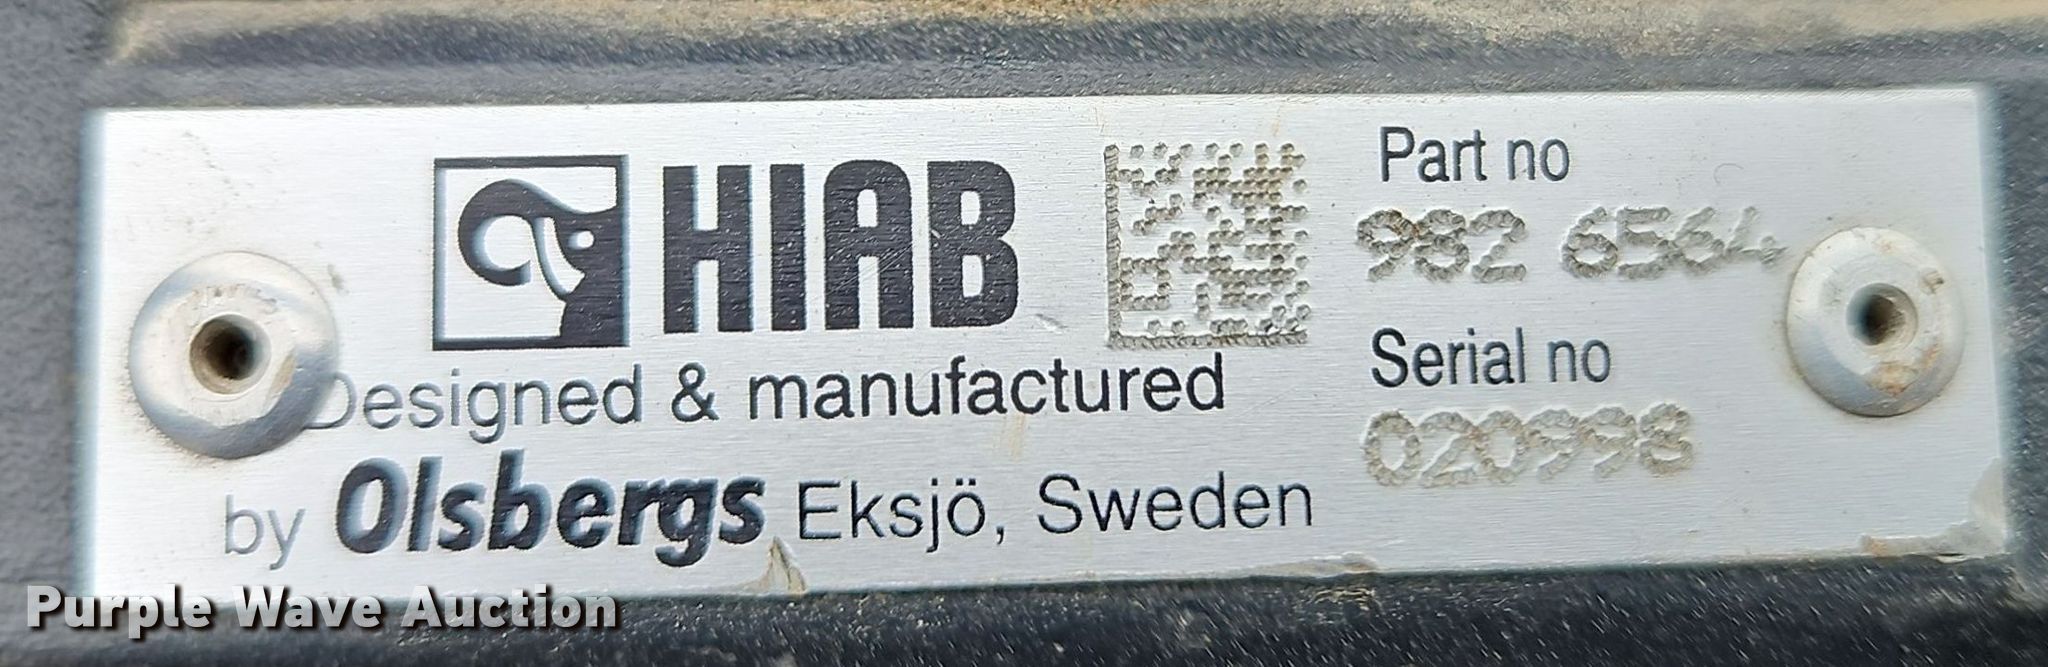 HIAB
Designed & manufactured
by Olsbergs Eksjö, Sweden
Part no
982 6564
Serial no
020998
Purple Wave Auction